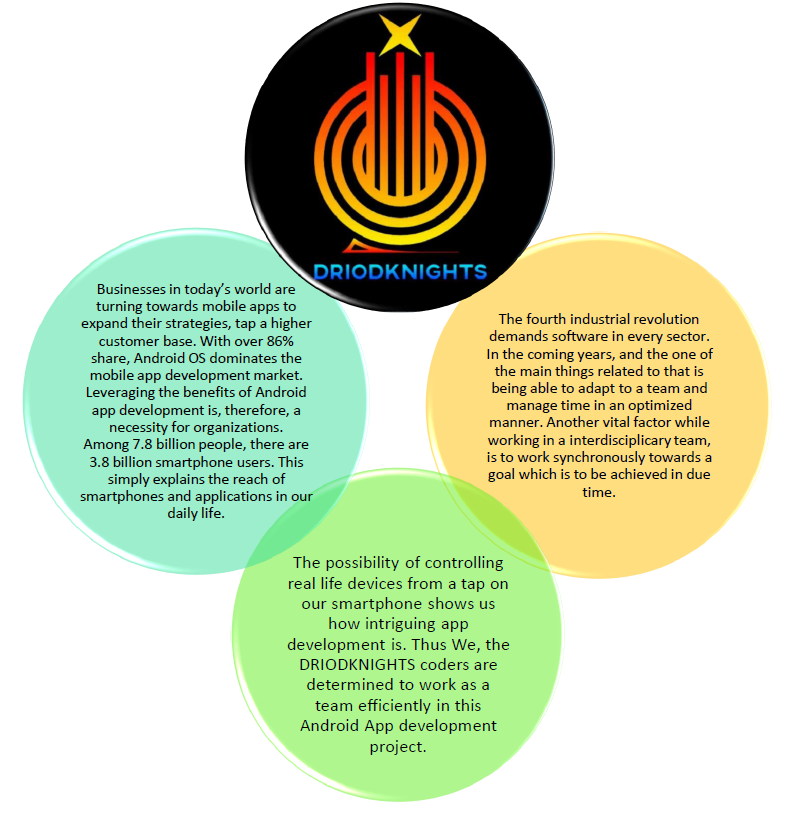 DRIODKNIGHTS
Businesses in today's world are
turning towards mobile apps to
expand their strategies, tap a higher
customer base. With over 86%
share, Android OS dominates the
mobile app development market.
Leveraging the benefits of Android
app development is, therefore, a
necessity for organizations.
Among 7.8 billion people, there are
3.8 billion smartphone users. This
simply explains the reach of
smartphones and applications in our
daily life.
The fourth industrial revolution
demands software in every sector.
In the coming years, and the one of
the main things related to that is
being able to adapt to a team and
manage time in an optimized
manner. Another vital factor while
working in a interdisciplicary team,
is to work synchronously towards a
goal which is to be achieved in due
time.
The possibility of controlling
real life devices from a tap on
our smartphone shows us
how intriguing app
development is. Thus We, the
DRIODKNIGHTS coders are
determined to work as a
team efficiently in this
Android App development
project.